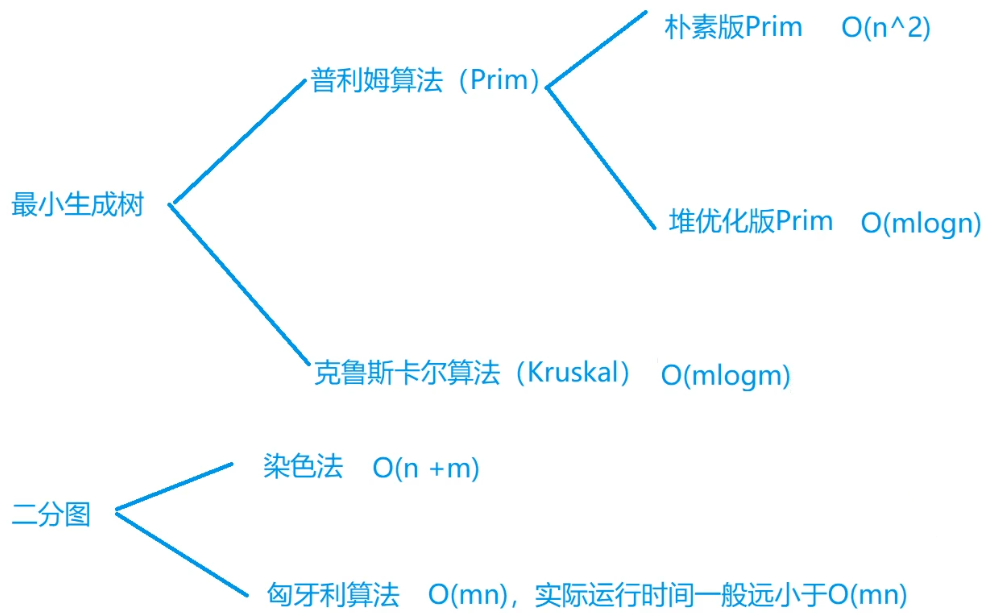 朴素版Prim O(n^2)
普利姆算法（Prim）
最小生成树
堆优化版Prim O(mlogn)
克鲁斯卡尔算法（Kruskal） O(mlogm)
染色法 O(n +m)
二分图
匈牙利算法 O(mn)，实际运行时间一般远小于O(mn)